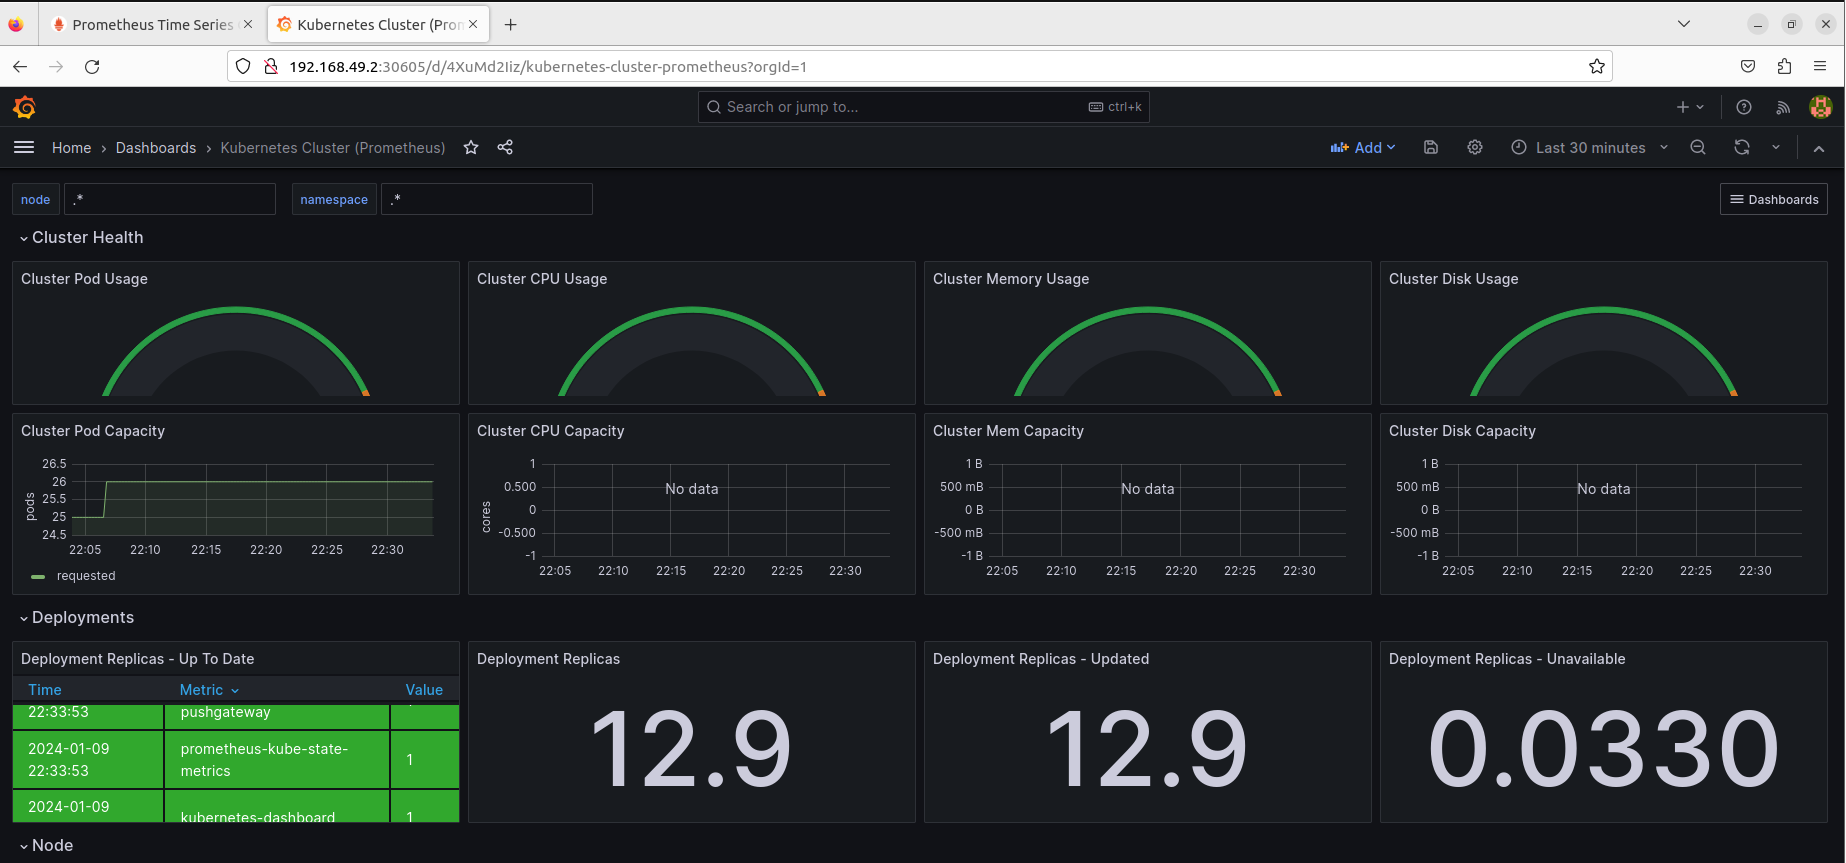 Prometheus Time Series
Kubernetes Cluster (Pron
192.168.49.2:30605/d/4XuMd2Iiz/kubernetes-cluster-prometheus?orgId=1
Search or jump to...
ctrl+k
Home › Dashboards › Kubernetes Cluster (Prometheus)
Add
Last 30 minutes
node
.*
namespace
.*
Dashboards
Cluster Health
Cluster Pod Usage
Cluster CPU Usage
Cluster Memory Usage
Cluster Disk Usage
Cluster Pod Capacity
pods
26.5
26
25.5
25
24.5
22:05 22:10 22:15 22:20 22:25 22:30
requested
Cluster CPU Capacity
cores
1
0.500
0
-0.500
-1
No data
22:05 22:10 22:15 22:20 22:25 22:30
Cluster Mem Capacity
1 B
500 mB
0 B
-500 mB
-1 B
No data
22:05 22:10 22:15 22:20 22:25 22:30
Cluster Disk Capacity
1 B
500 mB
0 B
-500 mB
-1 B
No data
22:05 22:10 22:15 22:20 22:25 22:30
Deployments
Deployment Replicas - Up To Date
Time Metric Value
22:33:53 pushgateway
2024-01-09 prometheus-kube-state-
22:33:53 metrics 1
2024-01-09
kubernetes-dashboard 1
Deployment Replicas
12.9
Deployment Replicas - Updated
12.9
Deployment Replicas - Unavailable
0.0330
Node